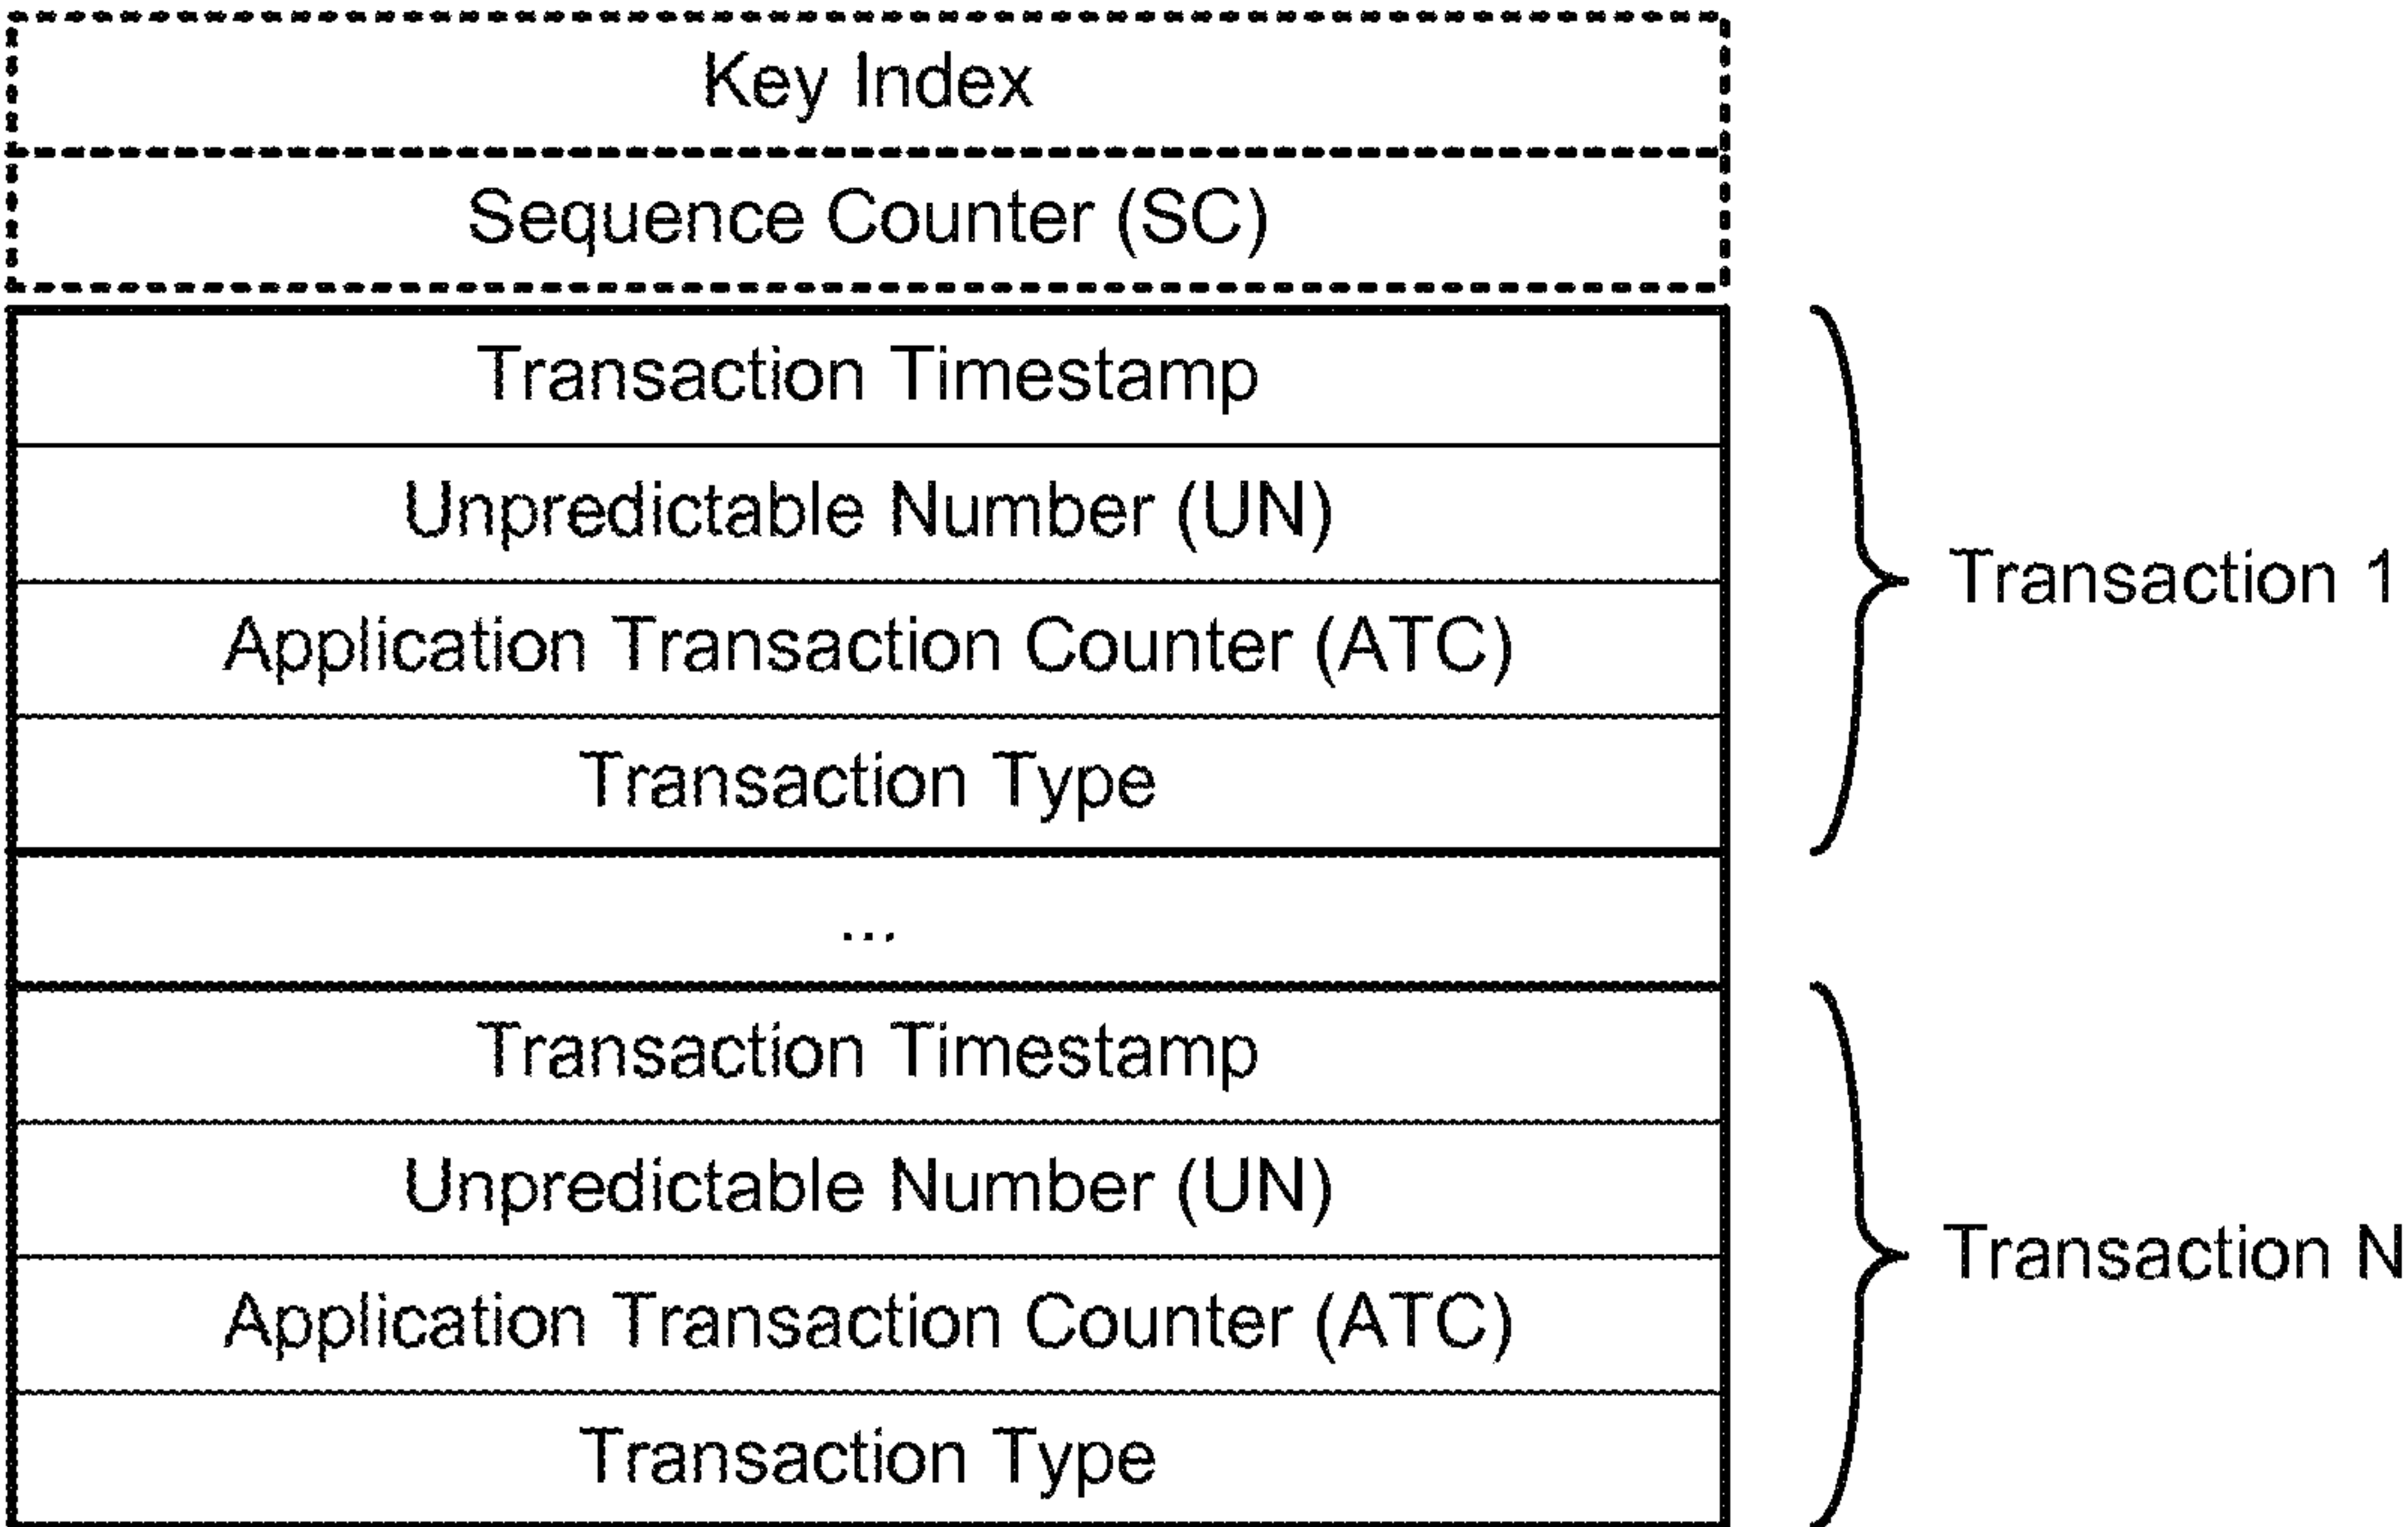 Key Index
Sequence Counter (SC)
Transaction Timestamp
Unpredictable Number (UN)
Application Transaction Counter (ATC)
Transaction Type
Transaction 1
...
Transaction Timestamp
Unpredictable Number (UN)
Application Transaction Counter (ATC)
Transaction Type
Transaction N